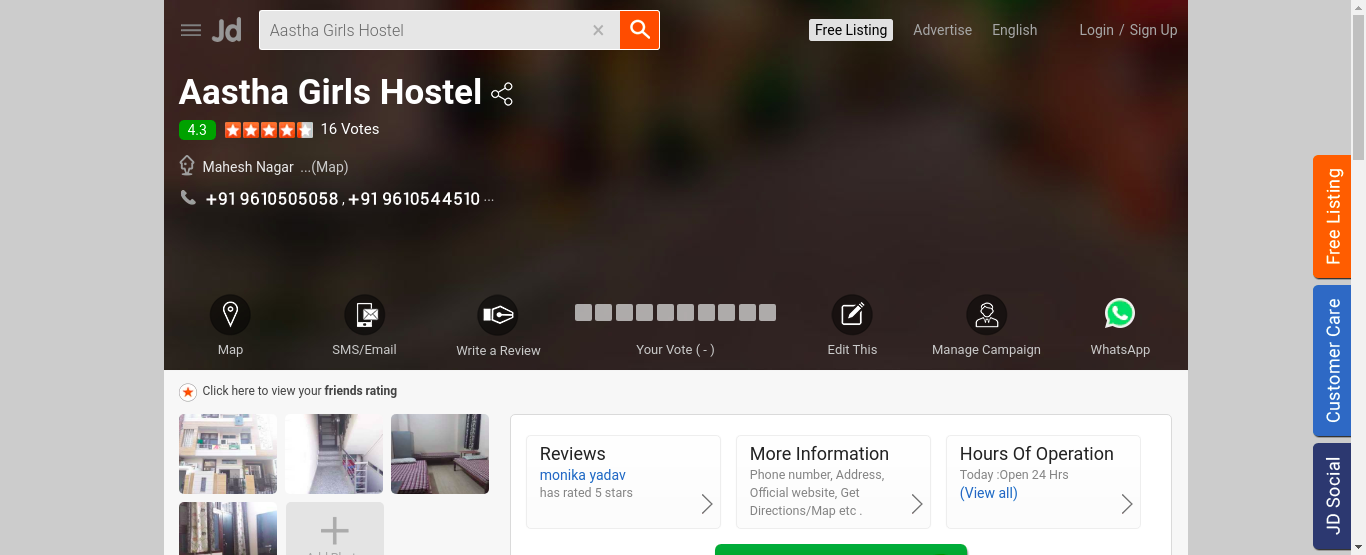 Jd
Aastha Girls Hostel
Free Listing
Advertise
English
Login / Sign Up
Aastha Girls Hostel
4.3
16 Votes
Mahesh Nagar ...(Map)
+91 9610505058 , +91 9610544510 ...
Map
SMS/Email
Write a Review
Your Vote ( - )
Edit This
Manage Campaign
WhatsApp
Click here to view your friends rating
Reviews
monika yadav
has rated 5 stars
More Information
Phone number, Address,
Official website, Get
Directions/Map etc .
Hours Of Operation
Today :Open 24 Hrs
(View all)
Free Listing
Customer Care
JD Social